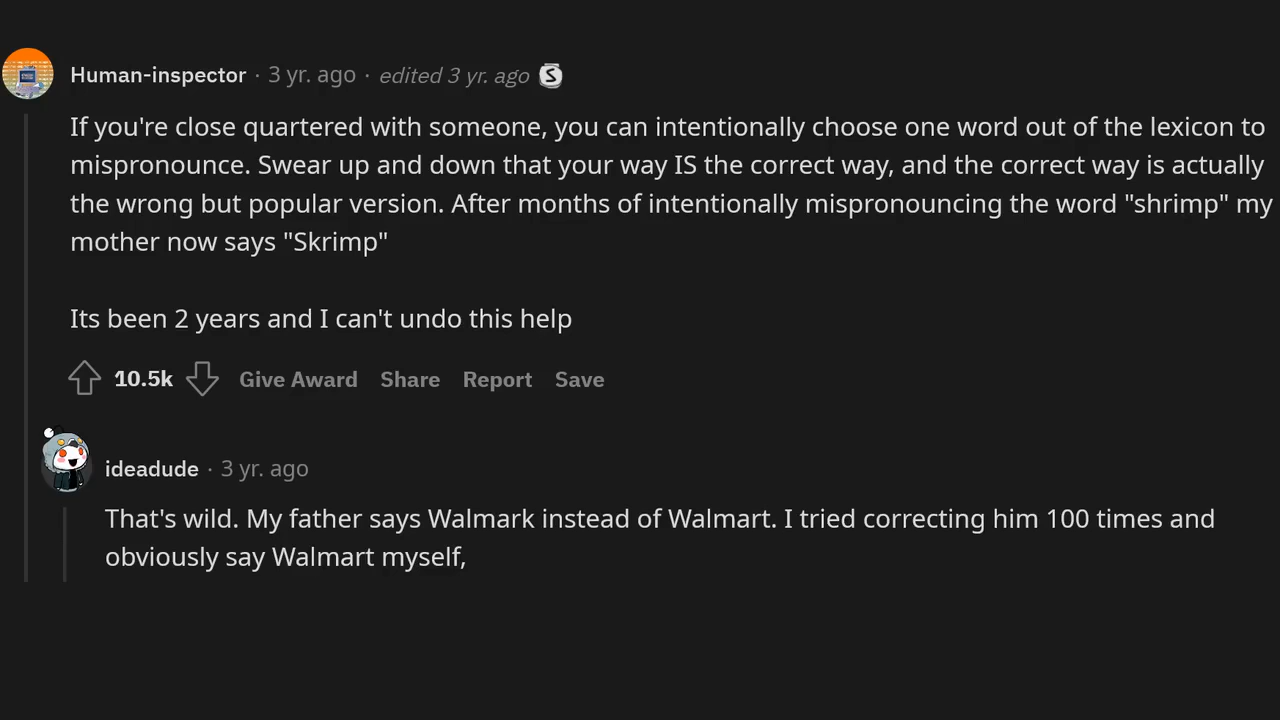 Human-inspector · 3 yr. ago · edited 3 yr. ago
If you're close quartered with someone, you can intentionally choose one word out of the lexicon to
mispronounce. Swear up and down that your way IS the correct way, and the correct way is actually
the wrong but popular version. After months of intentionally mispronouncing the word "shrimp" my
mother now says "Skrimp"
Its been 2 years and I can't undo this help
10.5k Give Award Share Report Save
ideadude · 3 yr. ago
That's wild. My father says Walmark instead of Walmart. I tried correcting him 100 times and
obviously say Walmart myself,